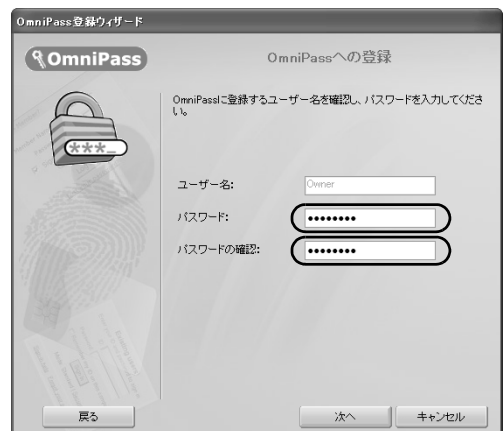 OmniPass登録ウィザード
OmniPass
OmniPassへの登録
OmniPassに登録するユーザー名を確認し、パスワードを入力してくださ
い。
***_
ユーザー名:
Owner
パスワード:
••••••••
パスワードの確認:
••••••••
戻る
次へ
キャンセル